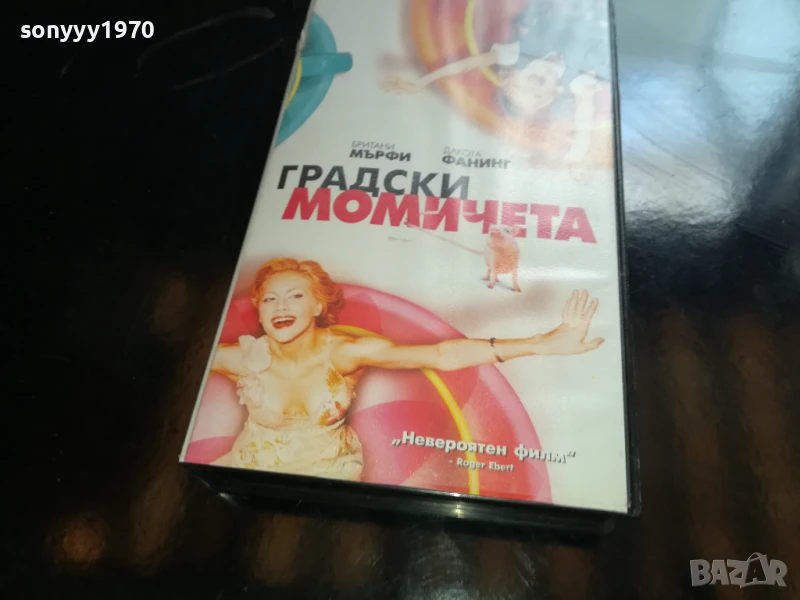 sonyyy1970
БРИТАНИ ДАКОТА
МЪРФИ ФАНИНГ
ГРАДСКИ
МОМИЧЕТА
„Невероятен филм“
- Roger Ebert
BAZAR